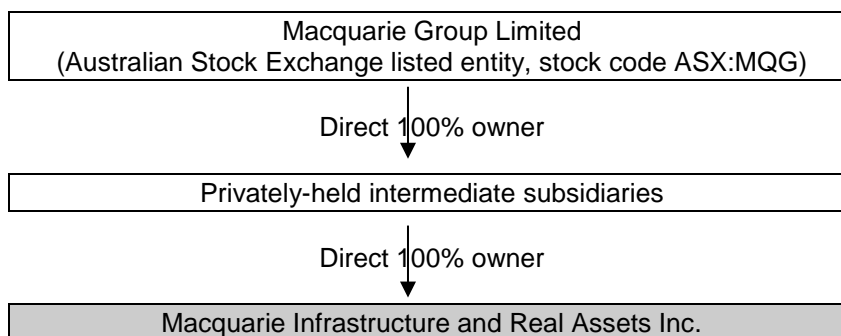 Macquarie Group Limited
(Australian Stock Exchange listed entity, stock code ASX:MQG)
Direct 100% owner
Privately-held intermediate subsidiaries
Direct 100% owner
Macquarie Infrastructure and Real Assets Inc.